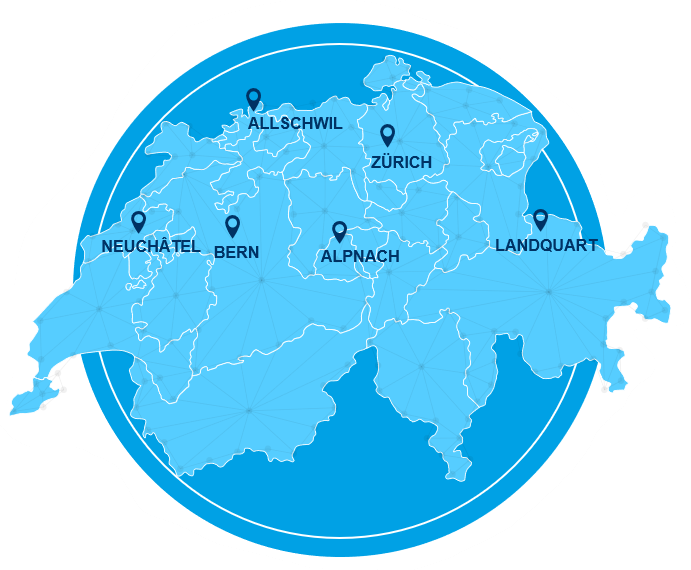 ALLSCHWIL
ZÜRICH
NEUCHÂTEL
BERN
ALPNACH
LANDQUART